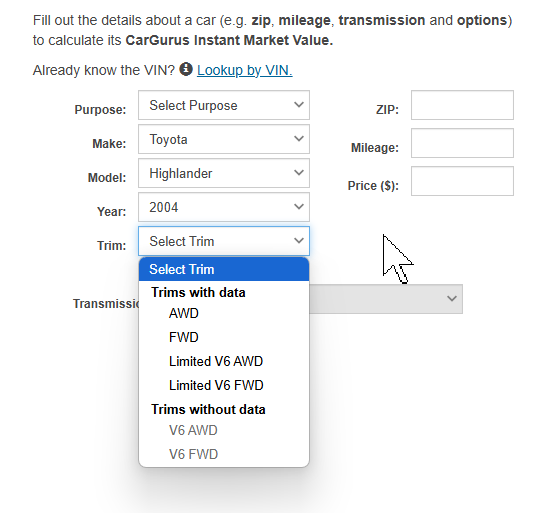 Fill out the details about a car (e.g. zip, mileage, transmission and options)
to calculate its CarGurus Instant Market Value.
Already know the VIN? Lookup by VIN.
Purpose: Select Purpose
ZIP:
Make: Toyota
Mileage:
Model: Highlander
Price ($):
Year: 2004
Trim: Select Trim
Select Trim
Trims with data
Transmissi
AWD
FWD
Limited V6 AWD
Limited V6 FWD
Trims without data
V6 AWD
V6 FWD